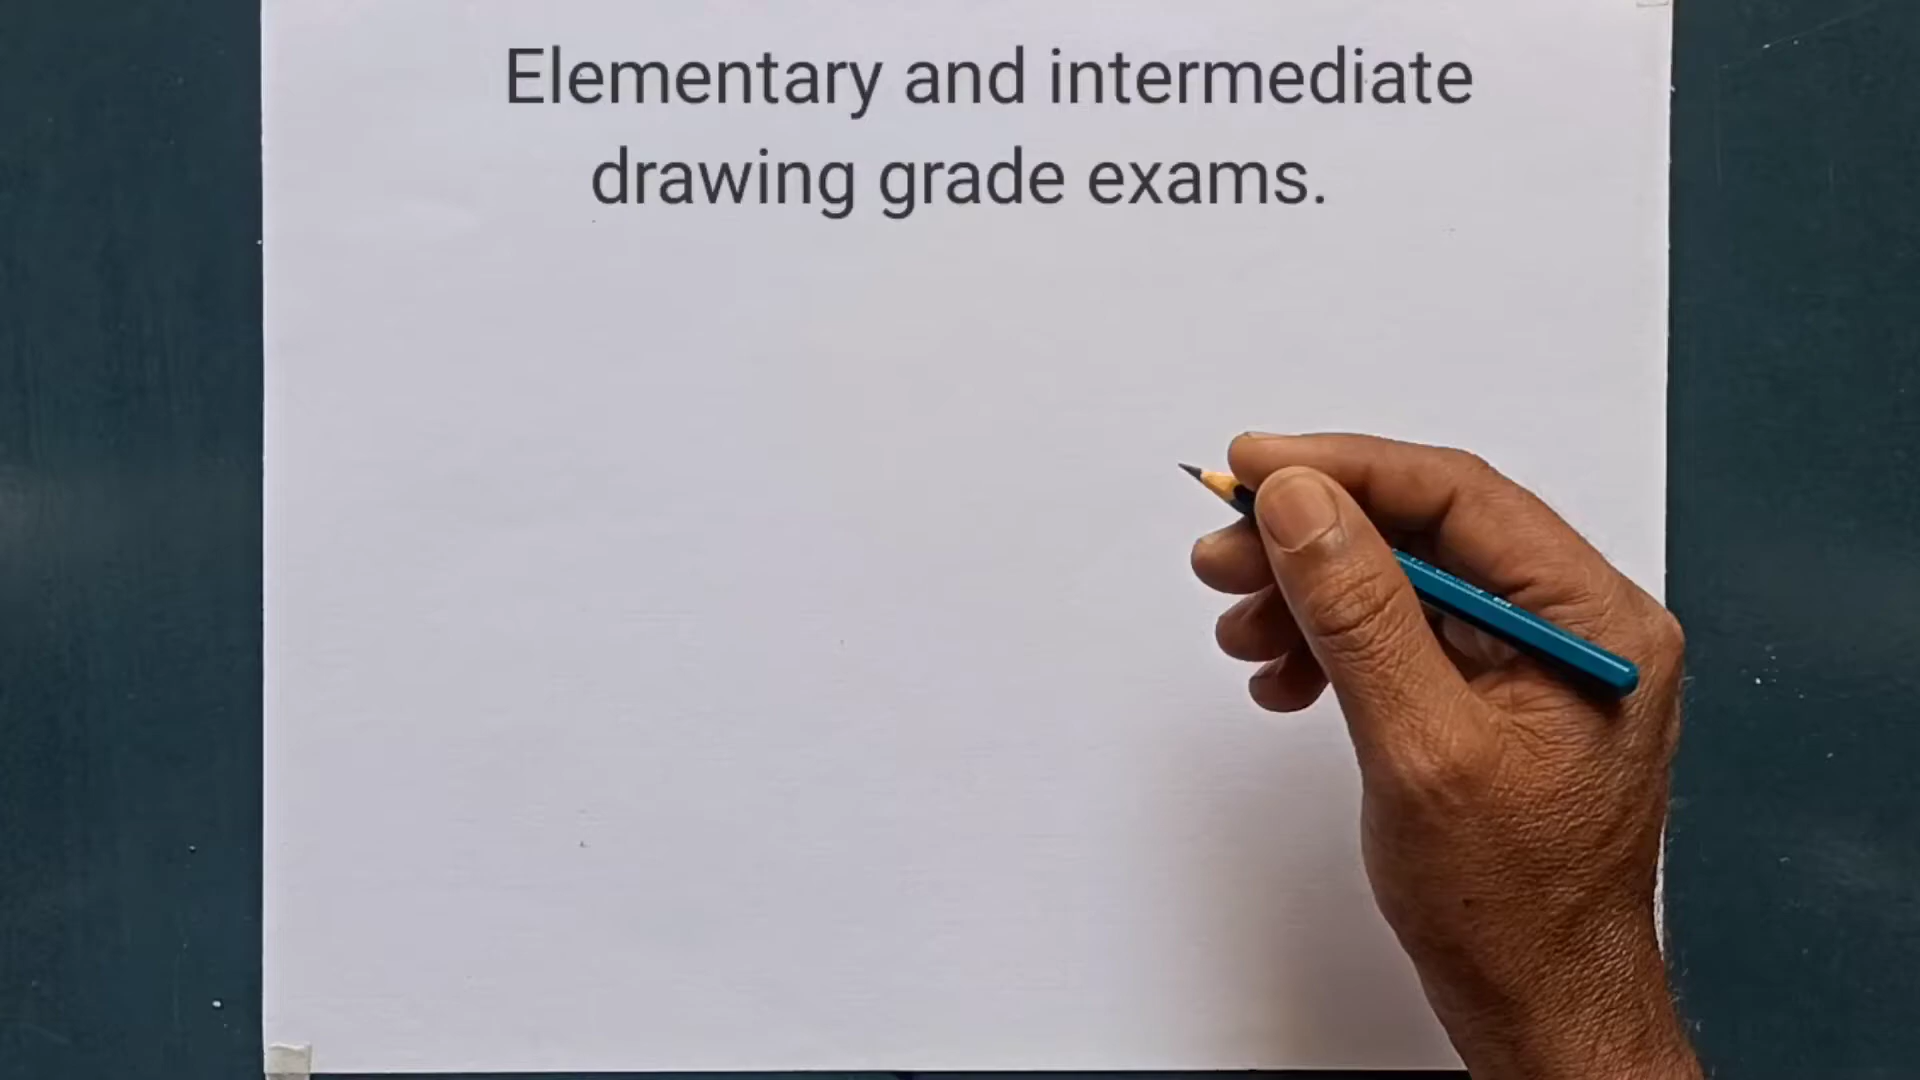 Elementary and intermediate
drawing grade exams.